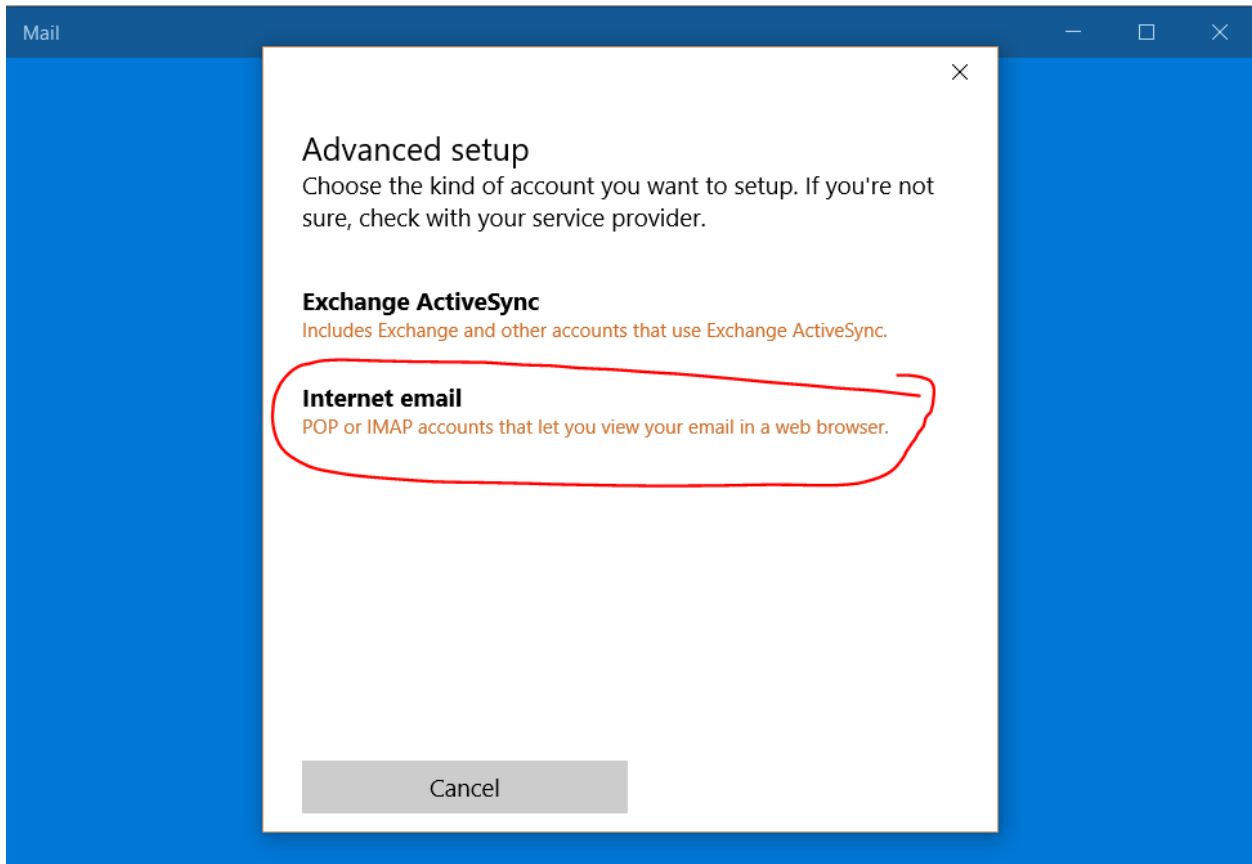 Mail
Advanced setup
Choose the kind of account you want to setup. If you're not
sure, check with your service provider.
Exchange ActiveSync
Includes Exchange and other accounts that use Exchange ActiveSync.
Internet email
POP or IMAP accounts that let you view your email in a web browser.
Cancel